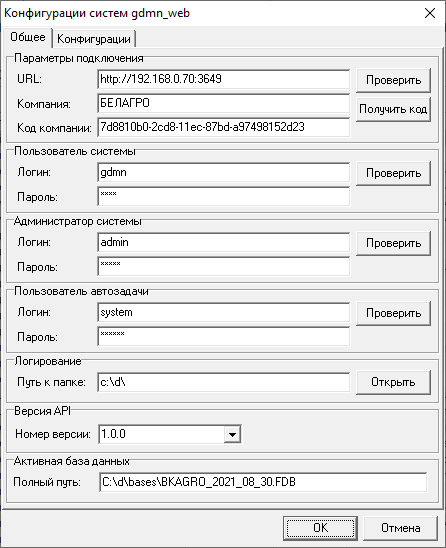 Конфигурации систем gdmn_web
Общее Конфигурации
Параметры подключения
URL: http://192.168.0.70:3649 Проверить
Компания: БЕЛАГРО
Получить код
Код компании: 7d8810b0-2cd8-11ec-87bd-a97498152d23
Пользователь системы
Логин: gdmn Проверить
Пароль: ****
Администратор системы
Логин: admin Проверить
Пароль: *****
Пользователь автозадачи
Логин: system Проверить
Пароль: ******
Логирование
Путь к папке: c:\d\ Открыть
Версия API
Номер версии: 1.0.0
Активная база данных
Полный путь: C:\d\bases\BKAGRO_2021_08_30.FDB
OK Отмена